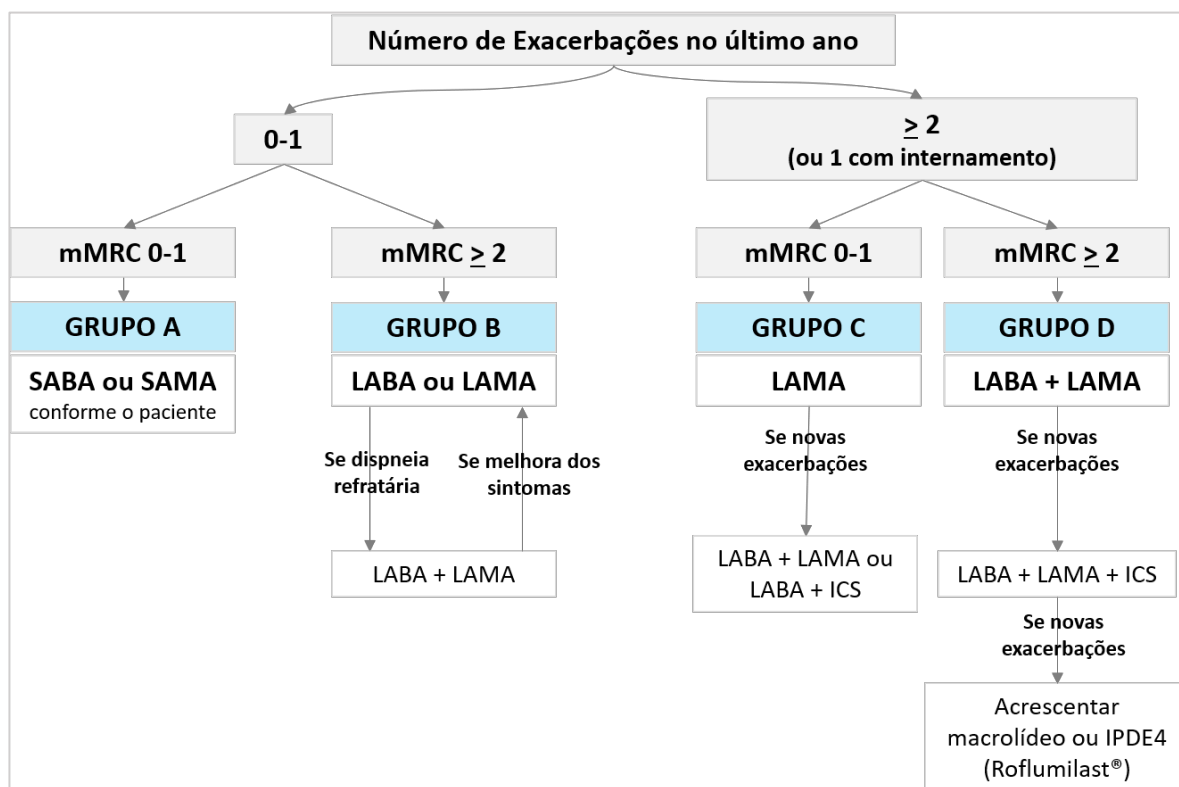 Número de Exacerbações no último ano
0-1
≥ 2
(ou 1 com internamento)
mMRC 0-1
mMRC ≥ 2
mMRC 0-1
mMRC ≥ 2
GRUPO A
GRUPO B
GRUPO C
GRUPO D
SABA ou SAMA
conforme o paciente
LABA ou LAMA
LAMA
LABA + LAMA
Se dispneia
refratária
Se melhora dos
sintomas
Se novas
exacerbações
Se novas
exacerbações
LABA + LAMA
LABA + LAMA ou
LABA + ICS
LABA + LAMA + ICS
Se novas
exacerbações
Acrescentar
macrolídeo ou IPDE4
(Roflumilast®)